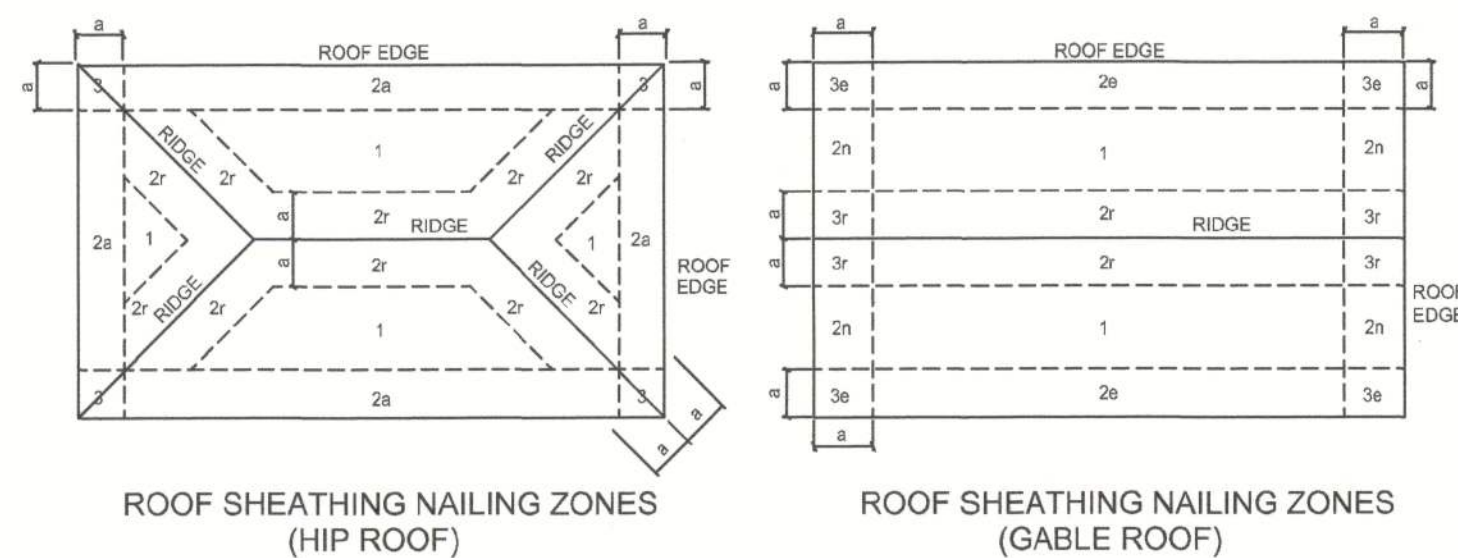 a a a a
ROOF EDGE ROOF EDGE
a 3 2a 3 a a 3e 2e 3e a
RIDGE RIDGE
1 2n 1 2n
2r 2r 2r 2r
a 2r a 3r 2r 3r
RIDGE RIDGE
2a 1 1 2a
a 2r a 3r 2r 3r
ROOF
EDGE
RIDGE RIDGE
ROOF
EDGE
2r 2r 2r 2r
1 2n 1 2n
3 2a 3 a 3e 2e 3e
a a a
ROOF SHEATHING NAILING ZONES
(HIP ROOF)
ROOF SHEATHING NAILING ZONES
(GABLE ROOF)